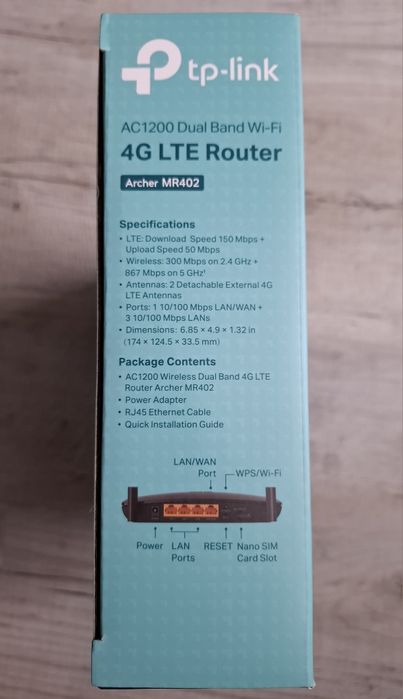 tp-link
AC1200 Dual Band Wi-Fi
4G LTE Router
Archer MR402
Specifications
• LTE: Download Speed 150 Mbps +
Upload Speed 50 Mbps
• Wireless: 300 Mbps on 2.4 GHz +
867 Mbps on 5 GHz¹
• Antennas: 2 Detachable External 4G
LTE Antennas
• Ports: 1 10/100 Mbps LAN/WAN +
3 10/100 Mbps LANs
• Dimensions: 6.85 × 4.9 × 1.32 in
(174 × 124.5 × 33.5 mm)
Package Contents
• AC1200 Wireless Dual Band 4G LTE
Router Archer MR402
• Power Adapter
• RJ45 Ethernet Cable
• Quick Installation Guide
LAN/WAN
Port
WPS/Wi-Fi
Power
LAN
Ports
RESET
Nano SIM
Card Slot